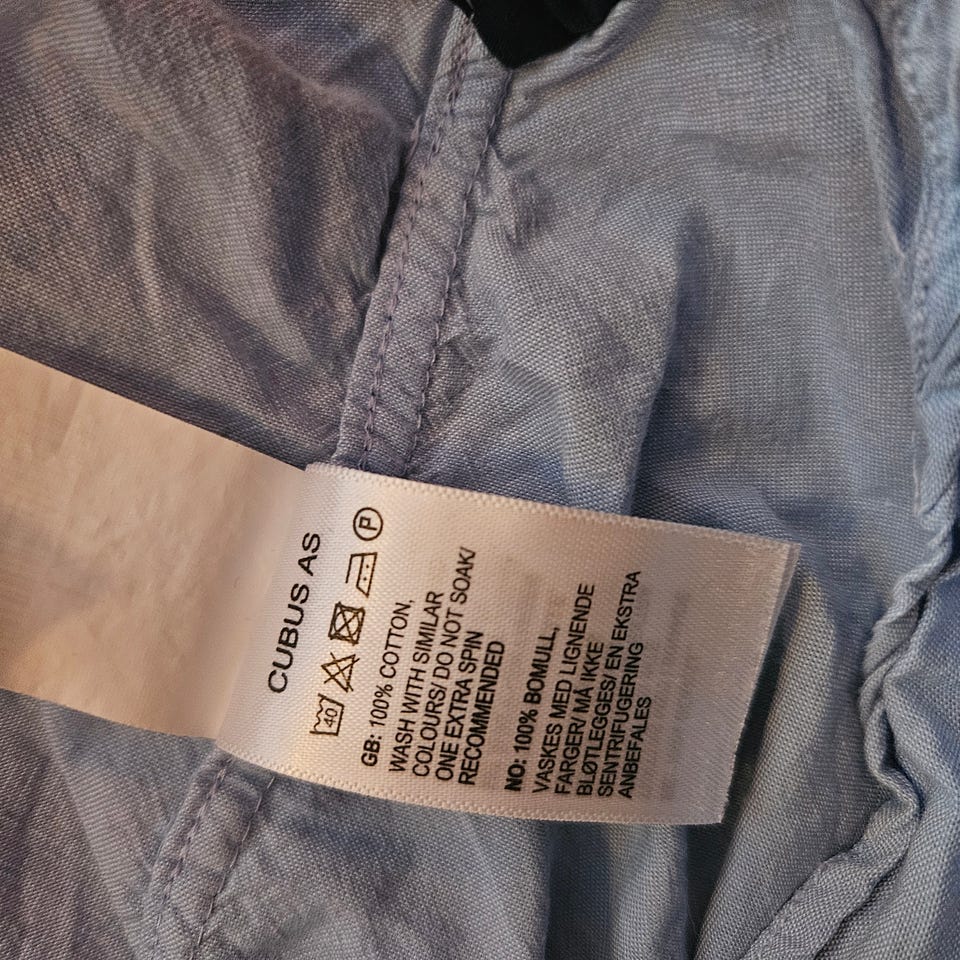 CUBUS AS
40 P
GB: 100% COTTON,
WASH WITH SIMILAR
COLOURS/ DO NOT SOAK/
ONE EXTRA SPIN
RECOMMENDED
NO: 100% BOMULL,
VASKES MED LIGNENDE
FARGER/ MÅ IKKE
BLØTLEGGES/ EN EKSTRA
SENTRIFUGERING
ANBEFALES